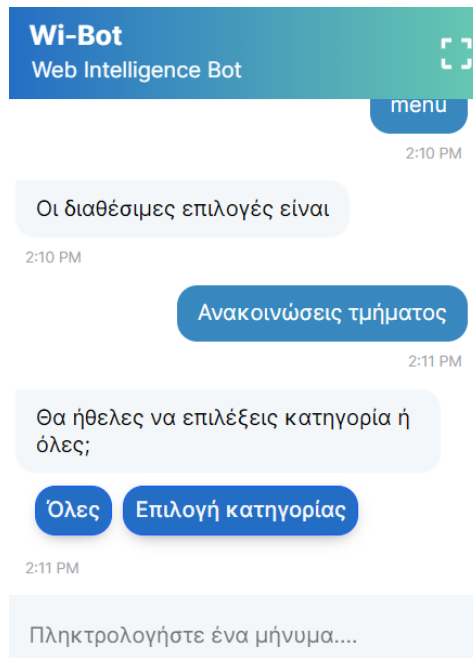 Wi-Bot
Web Intelligence Bot
menu
2:10 PM
Οι διαθέσιμες επιλογές είναι
2:10 PM
Ανακοινώσεις τμήματος
2:11 PM
Θα ήθελες να επιλέξεις κατηγορία ή
όλες;
Όλες Επιλογή κατηγορίας
2:11 PM
Πληκτρολογήστε ένα μήνυμα....